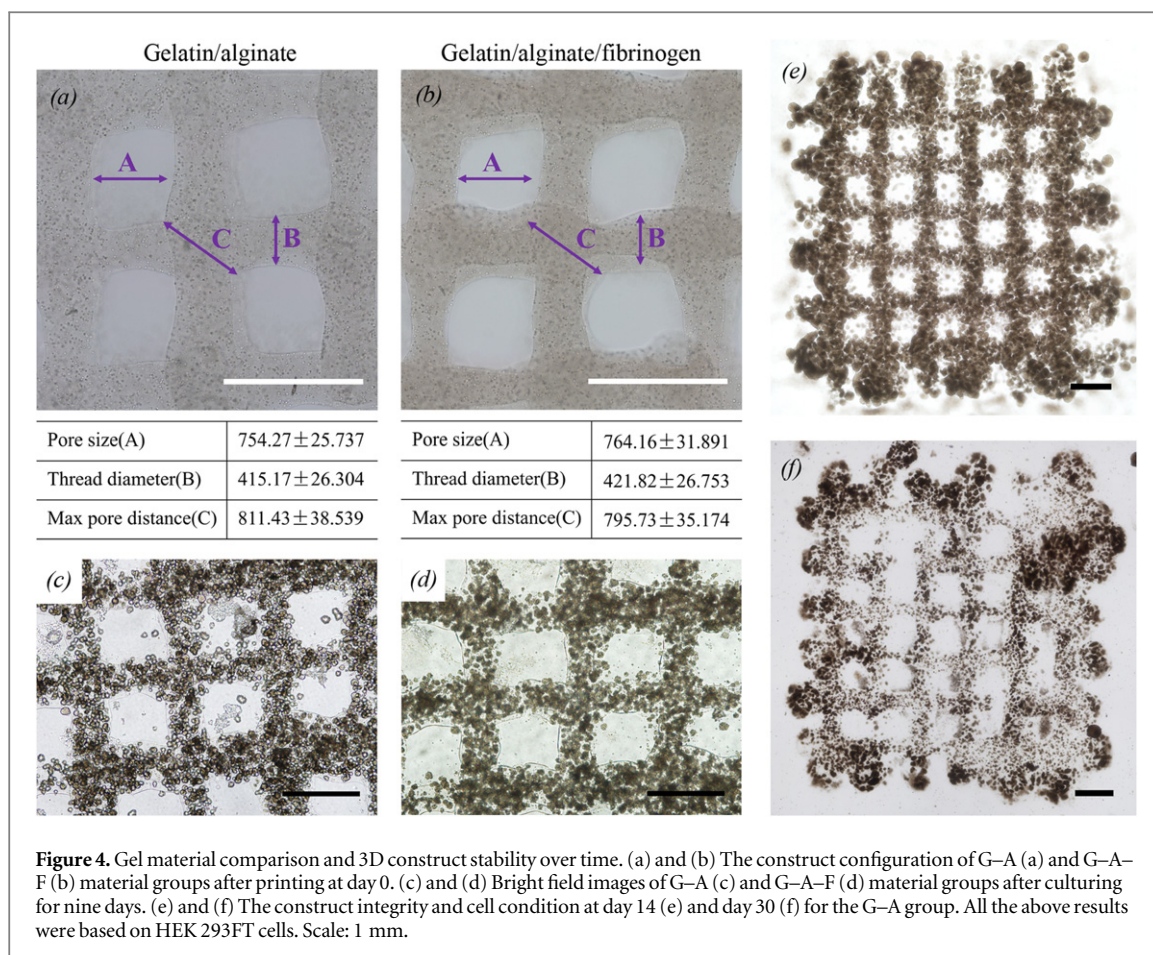 Gelatin/alginate
Gelatin/alginate/fibrinogen
(a)
A
B
C
(b)
A
B
C
(e)
Pore size(A) 754.27±25.737
Thread diameter(B) 415.17±26.304
Max pore distance(C) 811.43±38.539
Pore size(A) 764.16±31.891
Thread diameter(B) 421.82±26.753
Max pore distance(C) 795.73±35.174
(c)
(d)
(f)
Figure 4. Gel material comparison and 3D construct stability over time. (a) and (b) The construct configuration of G–A (a) and G–A–
F (b) material groups after printing at day 0. (c) and (d) Bright field images of G–A (c) and G–A–F (d) material groups after culturing
for nine days. (e) and (f) The construct integrity and cell condition at day 14 (e) and day 30 (f) for the G–A group. All the above results
were based on HEK 293FT cells. Scale: 1 mm.